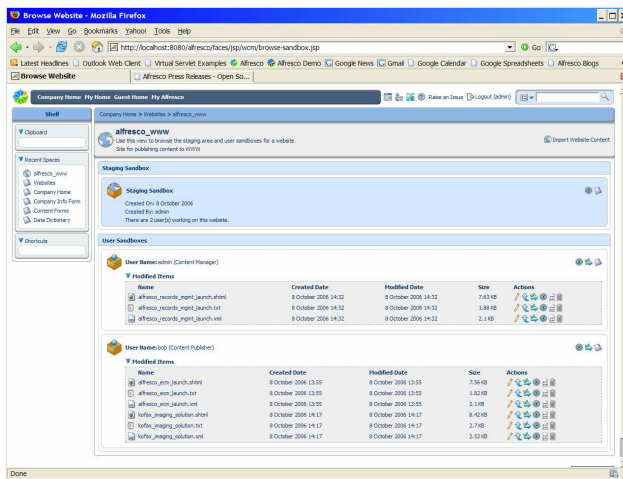 Browse Website - Mozilla Firefox
File Edit View Go Bookmarks Yahoo! Tools Help
http://localhost:8080/alfresco/faces/jsp/wcm/browse-sandbox.jsp Go
Latest Headlines Outlook Web Client Virtual Servlet Examples Alfresco Alfresco Demo Google News Gmail Google Calendar Google Spreadsheets Alfresco Blogs
Browse Website Alfresco Press Releases - Open So...
Company Home My Home Guest Home My Alfresco Raise an Issue Logout (admin)
Shelf
Company Home > Websites > alfresco_www
Clipboard
alfresco_www
Use this view to browse the staging area and user sandboxes for a website.
Site for publishing content to WWW
Import Website Content
Recent Spaces
alfresco_www
Websites
Company Home
Company Info Form
Content Forms
Data Dictionary
Shortcuts
Staging Sandbox
Staging Sandbox
Created On: 8 October 2006
Created By: admin
There are 2 user(s) working on this website.
User Sandboxes
User Name: admin (Content Manager)
Modified Items
Name Created Date Modified Date Size Actions
alfresco_records_mgmt_launch.shtml 8 October 2006 14:32 8 October 2006 14:32 7.63 KB
alfresco_records_mgmt_launch.txt 8 October 2006 14:32 8 October 2006 14:32 1.88 KB
alfresco_records_mgmt_launch.xml 8 October 2006 14:32 8 October 2006 14:32 2.1 KB
User Name: bob (Content Publisher)
Modified Items
Name Created Date Modified Date Size Actions
alfresco_ecm_launch.shtml 8 October 2006 13:55 8 October 2006 13:55 7.56 KB
alfresco_ecm_launch.txt 8 October 2006 13:55 8 October 2006 13:55 1.82 KB
alfresco_ecm_launch.xml 8 October 2006 13:55 8 October 2006 13:55 2.1 KB
kofax_imaging_solution.shtml 8 October 2006 14:17 8 October 2006 14:17 8.42 KB
kofax_imaging_solution.txt 8 October 2006 14:17 8 October 2006 14:17 2.7 KB
kofax_imaging_solution.xml 8 October 2006 14:17 8 October 2006 14:17 2.52 KB
Done